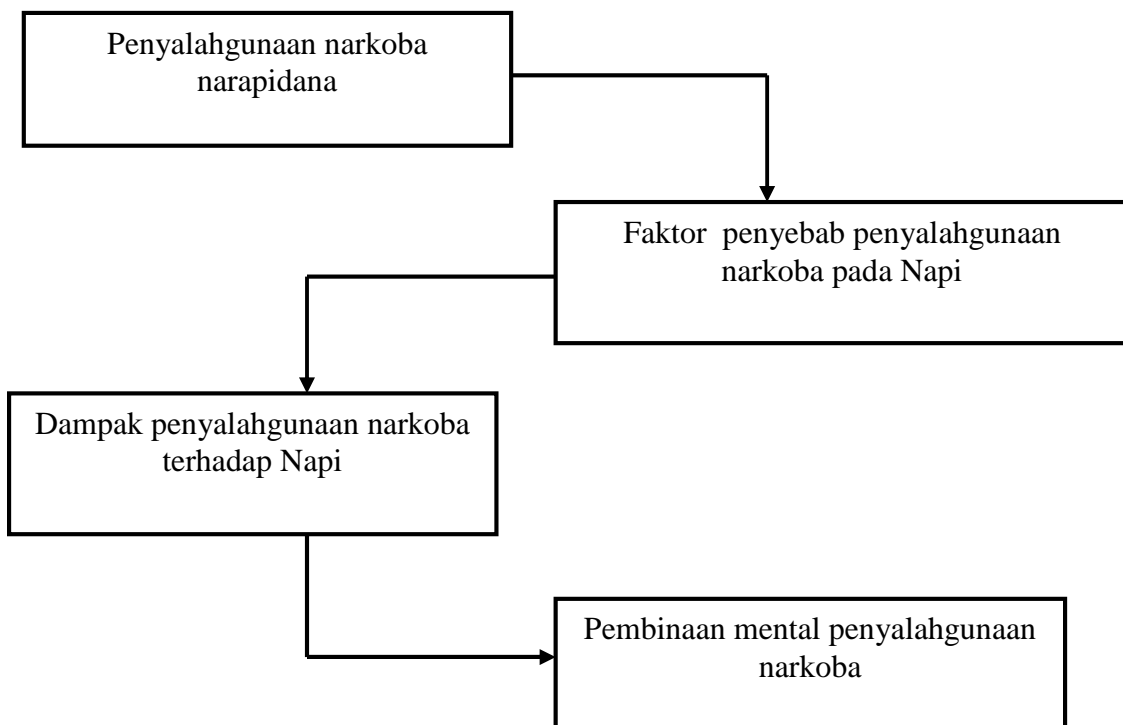 Penyalahgunaan narkoba
narapidana
Faktor penyebab penyalahgunaan
narkoba pada Napi
Dampak penyalahgunaan narkoba
terhadap Napi
Pembinaan mental penyalahgunaan
narkoba